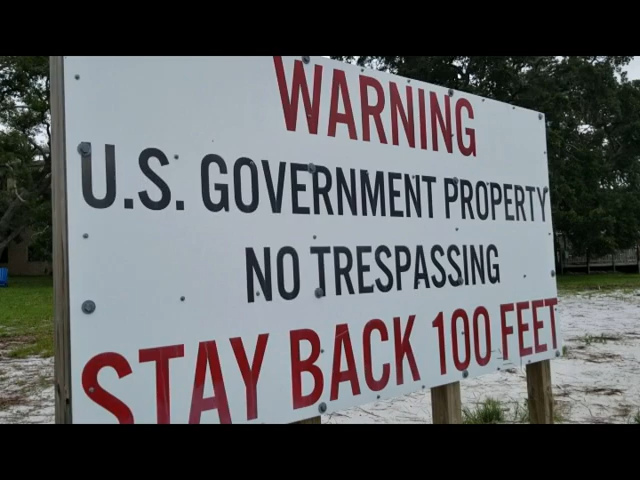 WARNING
U.S. GOVERNMENT PROPERTY
NO TRESPASSING
STAY BACK 100 FEET